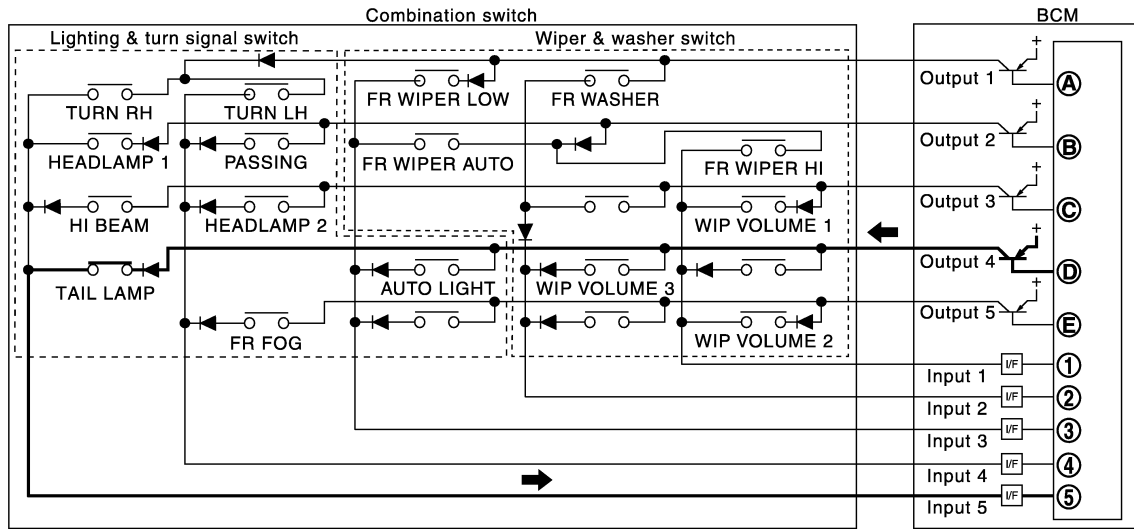 Combination switch
BCM
Lighting & turn signal switch
Wiper & washer switch
+
Output 1
A
TURN RH
TURN LH
FR WIPER LOW
FR WASHER
+
Output 2
B
HEADLAMP 1
PASSING
FR WIPER AUTO
FR WIPER HI
+
Output 3
C
HI BEAM
HEADLAMP 2
WIP VOLUME 1
+
Output 4
D
TAIL LAMP
AUTO LIGHT
WIP VOLUME 3
+
Output 5
E
FR FOG
WIP VOLUME 2
Input 1
I/F
1
Input 2
I/F
2
Input 3
I/F
3
Input 4
I/F
4
Input 5
I/F
5